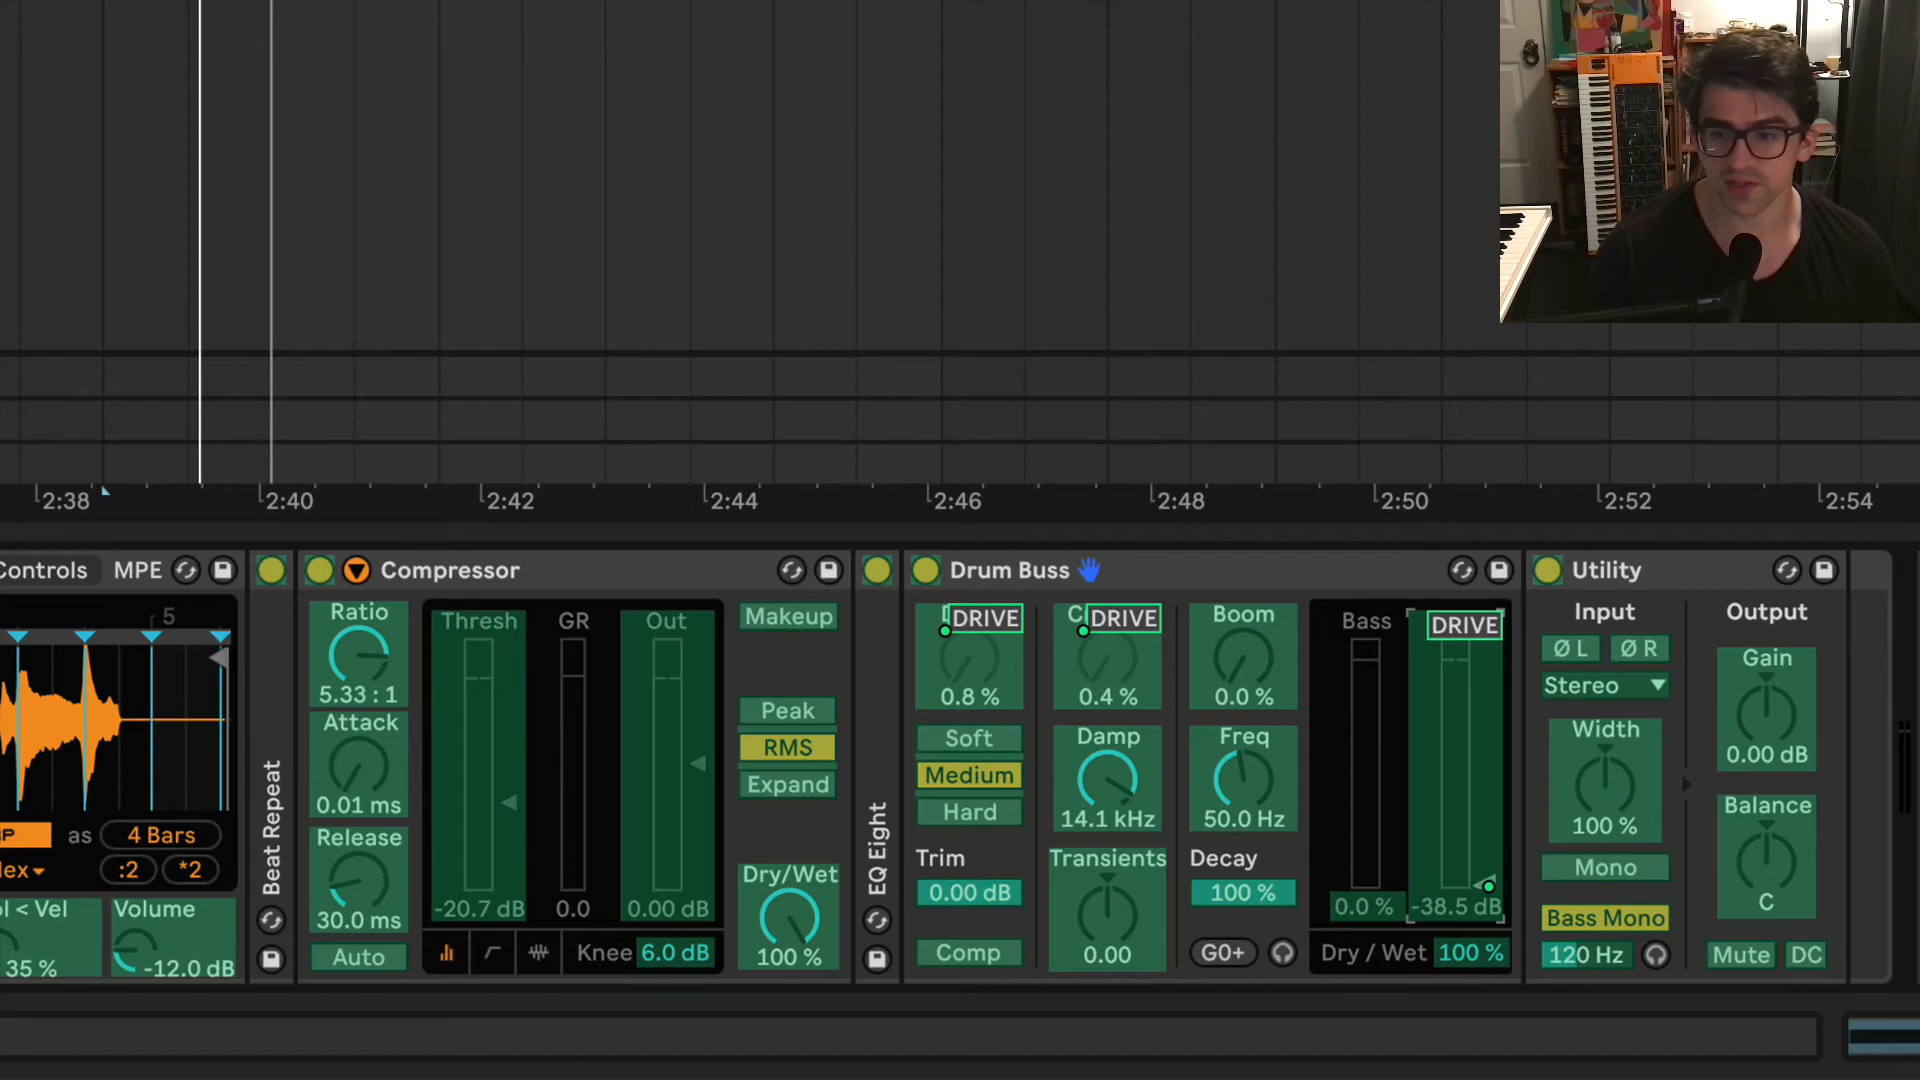 2:38
2:40
2:42
2:44
2:46
2:48
2:50
2:52
2:54
Controls
MPE
5
as
4 Bars
:2
*2
Vel
35 %
Volume
-12.0 dB
Beat Repeat
Compressor
Ratio
5.33 : 1
Attack
0.01 ms
Release
30.0 ms
Auto
Thresh
GR
Out
-20.7 dB
0.0
0.00 dB
Knee
6.0 dB
Makeup
Peak
RMS
Expand
Dry/Wet
100 %
EQ Eight
Drum Buss
DRIVE
0.8 %
Soft
Medium
Hard
Trim
0.00 dB
Comp
DRIVE
0.4 %
Damp
14.1 kHz
Transients
0.00
Boom
0.0 %
Freq
50.0 Hz
Decay
100 %
G0+
Bass
DRIVE
0.0 %
-38.5 dB
Dry / Wet
100 %
Utility
Input
Ø L
Ø R
Stereo
Width
100 %
Mono
Bass Mono
120 Hz
Output
Gain
0.00 dB
Balance
C
Mute
DC